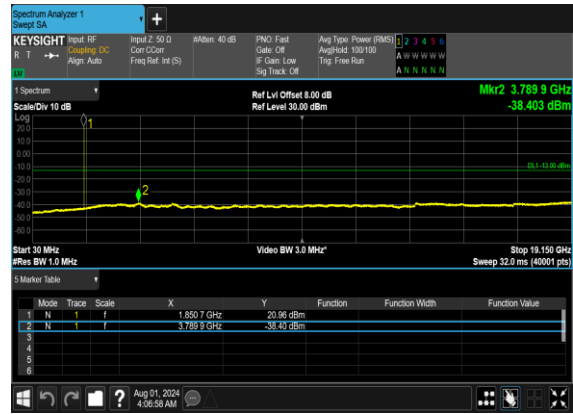 Spectrum Analyzer 1
Swept SA
KEYSIGHT Input: RF Input Z: 50 Ω #Atten: 40 dB PNO: Fast Avg Type: Power (RMS) 1 2 3 4 5 6
R T Coupling: DC Corr CCorr Gate: Off Avg|Hold: 100/100 A W W W W W
Align: Auto Freq Ref: Int (S) IF Gain: Low Trig: Free Run
LU Sig Track: Off A N N N N N
1 Spectrum Ref Lvl Offset 8.00 dB Mkr2 3.789 9 GHz
Scale/Div 10 dB Ref Level 30.00 dBm -38.403 dBm
Log
1
20.0
10.0
0.00
-10.0 DL1 -13.00 dBm
-20.0
-30.0 2
-40.0
-50.0
-60.0
Start 30 MHz Video BW 3.0 MHz* Stop 19.150 GHz
#Res BW 1.0 MHz Sweep 32.0 ms (40001 pts)
5 Marker Table
Mode Trace Scale X Y Function Function Width Function Value
1 N 1 f 1.850 7 GHz 20.96 dBm
2 N 1 f 3.789 9 GHz -38.40 dBm
3
4
5
6
? Aug 01, 2024
4:06:58 AM